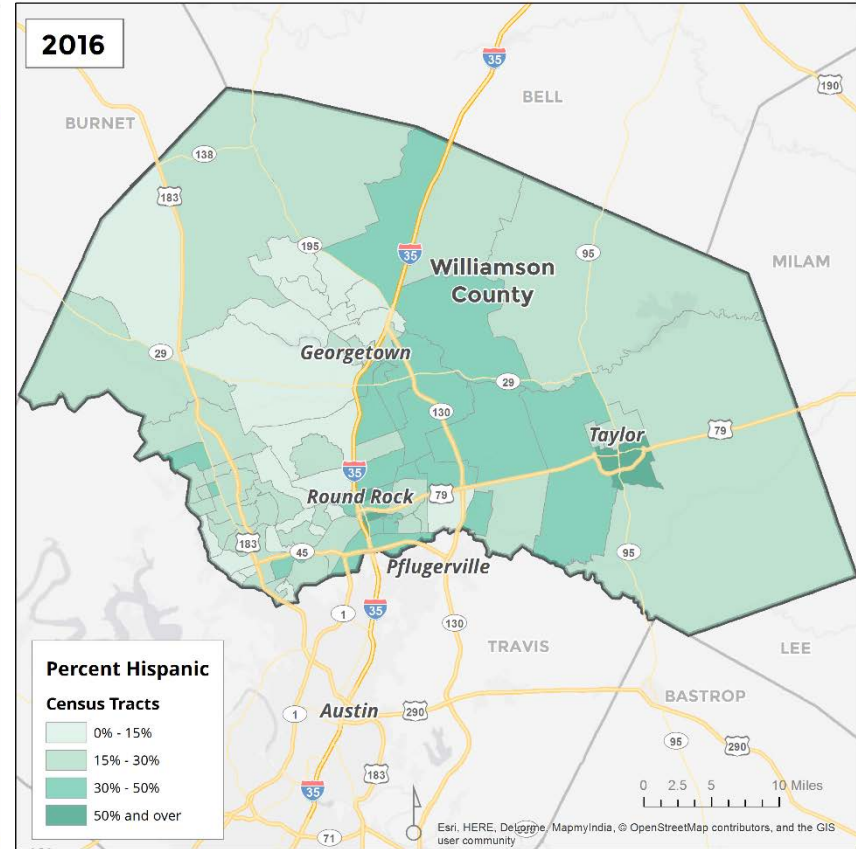 2016
35
BELL
190
BURNET
138
183
195
35
95
MILAM
Williamson
County
29
Georgetown
29
130
Taylor
79
35
Round Rock
79
183
45
Pflugerville
95
1
35
130
TRAVIS
LEE
BASTROP
Percent Hispanic
Census Tracts
0% - 15%
15% - 30%
30% - 50%
50% and over
1
Austin
290
95
290
183
35
71
0 2.5 5 10 Miles
Esri, HERE, DeLorme, MapmyIndia, © OpenStreetMap contributors, and the GIS
user community